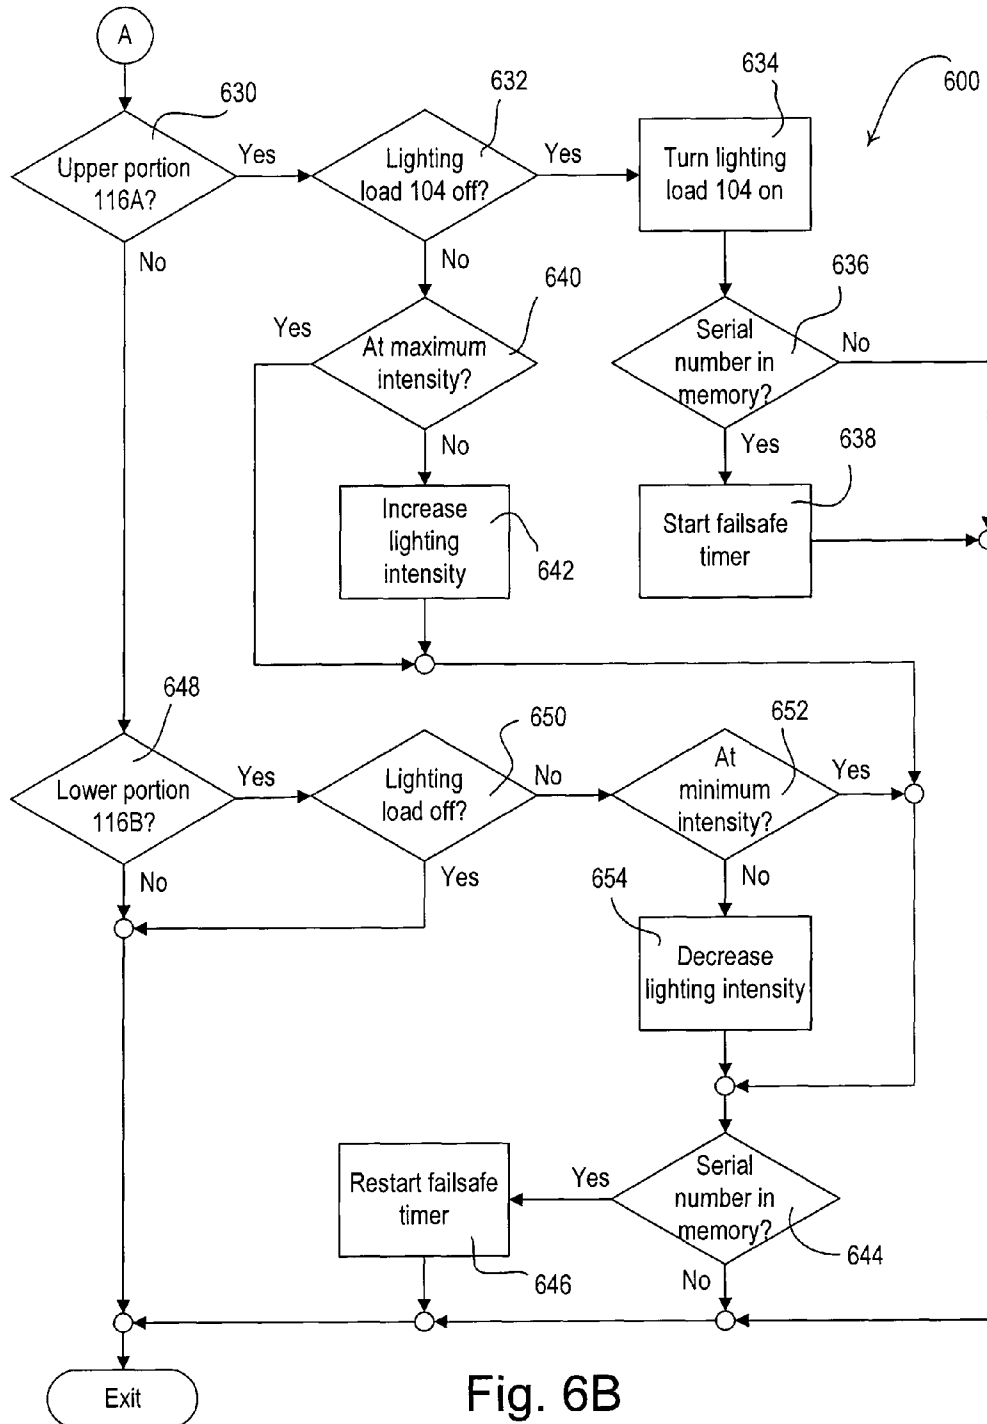 A
630
632
634
600
Upper portion
116A?
Yes
Lighting
load 104 off?
Yes
Turn lighting
load 104 on
No
No
640
636
Yes
At maximum
intensity?
Serial
number in
memory?
No
No
Yes
638
Increase
lighting
intensity
642
Start failsafe
timer
648
650
652
Lower portion
116B?
Yes
Lighting
load off?
No
At
minimum
intensity?
Yes
No
Yes
No
654
Decrease
lighting intensity
Restart failsafe
timer
Yes
Serial
number in
memory?
644
646
No
Exit
Fig. 6B